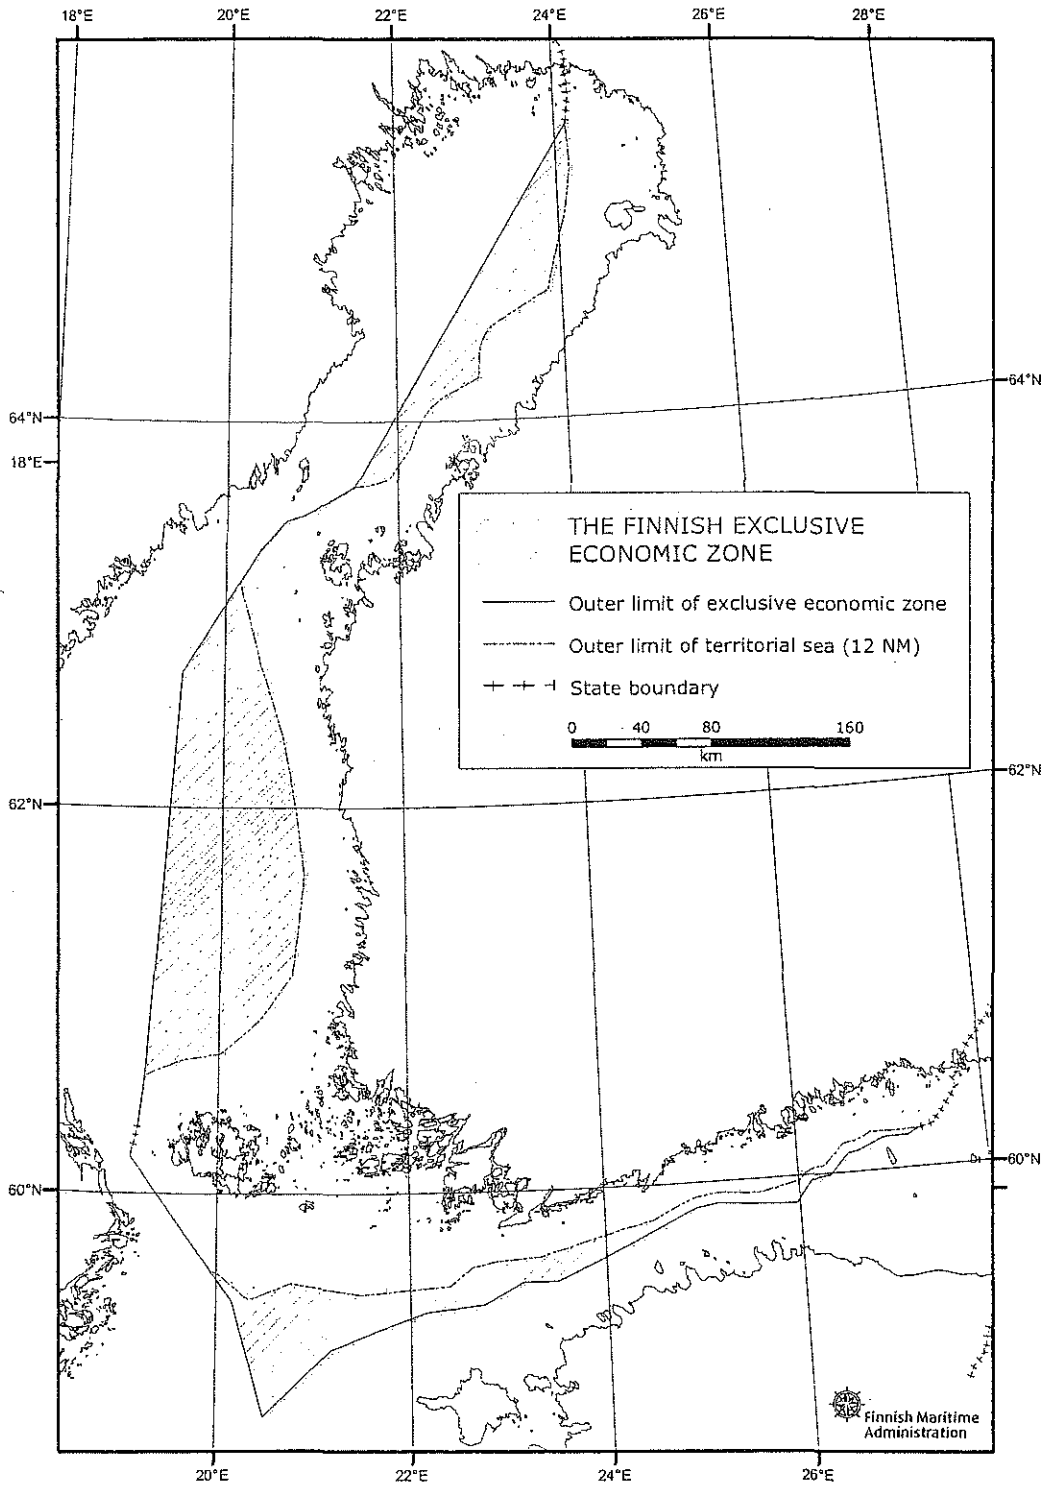 18°E 20°E 22°E 24°E 26°E 28°E
64°N
64°N
18°E
THE FINNISH EXCLUSIVE
ECONOMIC ZONE
Outer limit of exclusive economic zone
Outer limit of territorial sea (12 NM)
State boundary
0 40 80 160
km
62°N
62°N
60°N
60°N
Finnish Maritime
Administration
20°E 22°E 24°E 26°E